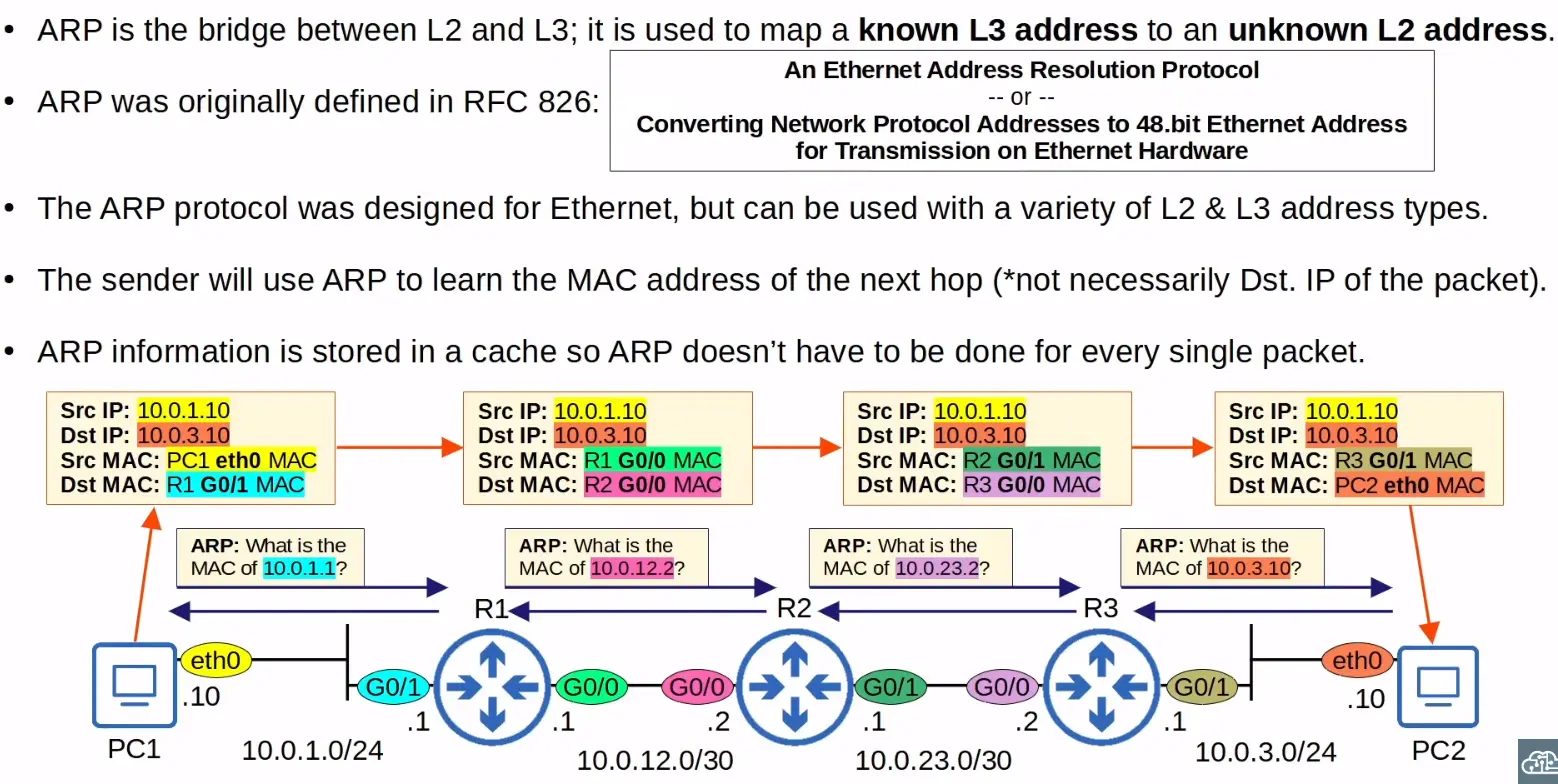 • ARP is the bridge between L2 and L3; it is used to map a known L3 address to an unknown L2 address.
• ARP was originally defined in RFC 826:
An Ethernet Address Resolution Protocol
-- or --
Converting Network Protocol Addresses to 48.bit Ethernet Address
for Transmission on Ethernet Hardware
• The ARP protocol was designed for Ethernet, but can be used with a variety of L2 & L3 address types.
• The sender will use ARP to learn the MAC address of the next hop (*not necessarily Dst. IP of the packet).
• ARP information is stored in a cache so ARP doesn’t have to be done for every single packet.
Src IP: 10.0.1.10
Dst IP: 10.0.3.10
Src MAC: PC1 eth0 MAC
Dst MAC: R1 G0/1 MAC
Src IP: 10.0.1.10
Dst IP: 10.0.3.10
Src MAC: R1 G0/0 MAC
Dst MAC: R2 G0/0 MAC
Src IP: 10.0.1.10
Dst IP: 10.0.3.10
Src MAC: R2 G0/1 MAC
Dst MAC: R3 G0/0 MAC
Src IP: 10.0.1.10
Dst IP: 10.0.3.10
Src MAC: R3 G0/1 MAC
Dst MAC: PC2 eth0 MAC
ARP: What is the
MAC of 10.0.1.1?
ARP: What is the
MAC of 10.0.12.2?
ARP: What is the
MAC of 10.0.23.2?
ARP: What is the
MAC of 10.0.3.10?
R1
R2
R3
eth0
G0/1
G0/0
G0/0
G0/1
G0/0
G0/1
eth0
.10
.1
.1
.2
.1
.2
.1
.10
PC1
10.0.1.0/24
10.0.12.0/30
10.0.23.0/30
10.0.3.0/24
PC2